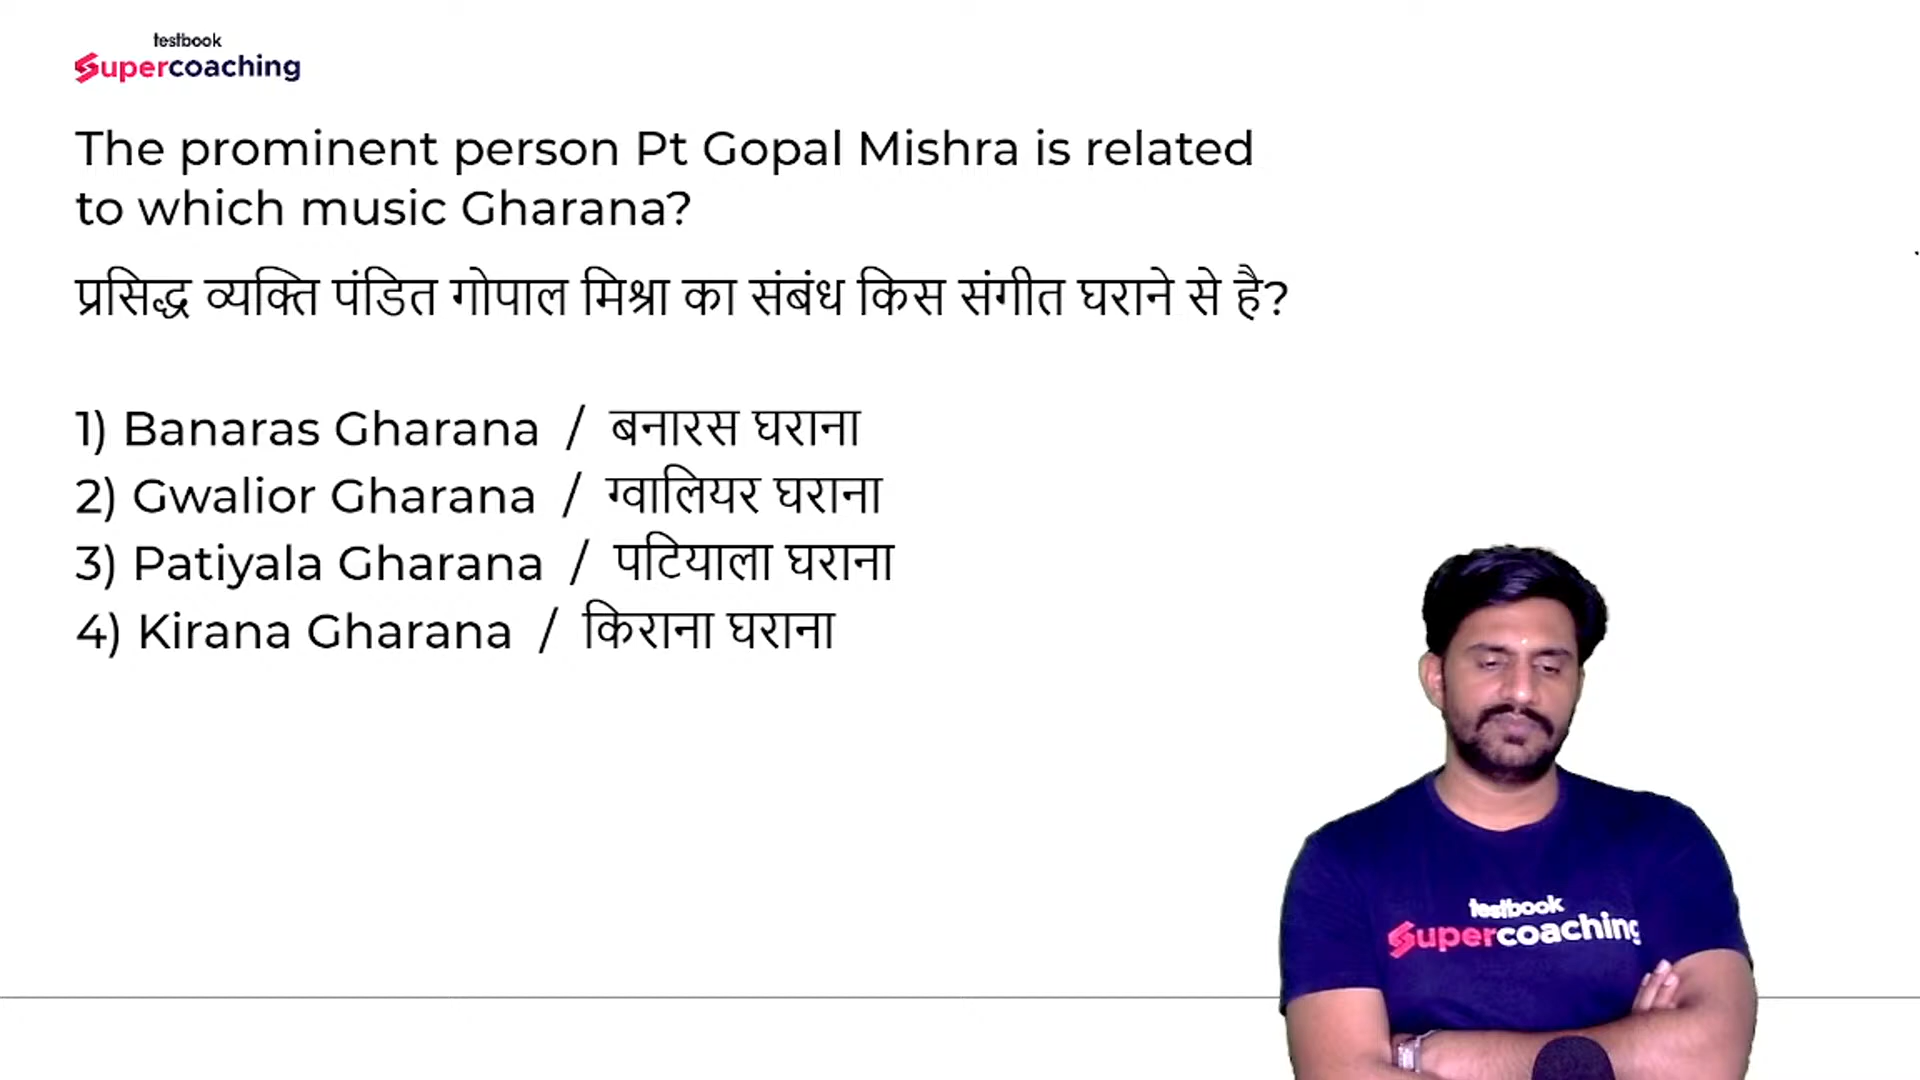 testbook
Supercoaching
The prominent person Pt Gopal Mishra is related
to which music Gharana?
प्रसिद्ध व्यक्ति पंडित गोपाल मिश्रा का संबंध किस संगीत घराने से है?
1) Banaras Gharana / बनारस घराना
2) Gwalior Gharana / ग्वालियर घराना
3) Patiyala Gharana / पटियाला घराना
4) Kirana Gharana / किराना घराना
testbook
Supercoaching